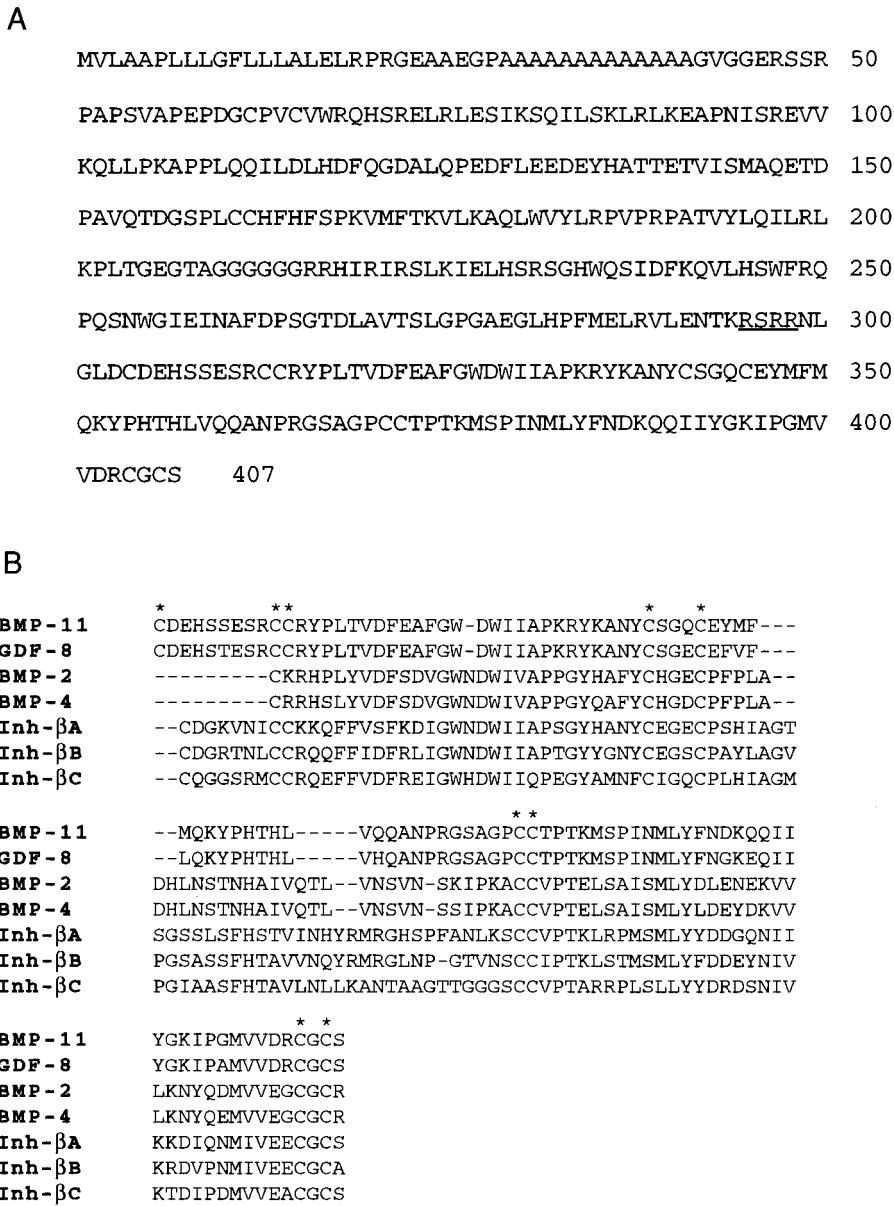 A
MVLAAPLLLGFLLLALELRPRGEAAEGPAAAAAAAAAAAAAGVGGERSSR 50
PAPSVAPEPDGCPVCVWRQHSRELRLESIKSQILSKLRLKEAPNISREVV 100
KQLLPKAPPLQQILDLHDFQGDALQPEDFLEEDEYHATTETVISMAQETD 150
PAVQTDGSPLCCHFHFSPKVMFTKVLKAQLWVYLRPVPRPATVYLQILRL 200
KPLTGEGTAGGGGGGRRHIRIRSLKIELHSRSGHWQSIDFKQVLHSWFRQ 250
PQSNWGIEINAFDPSGTDLAVTSLGPGAEGLHPFMELRVLENTKRSRRNL 300
GLDCDEHSSESRCCRYPLTVDFEAFGWDWIIAPKRYKANYCSGQCEYMFM 350
QKYPHTHLVQQANPRGSAGPCCTPTKMSPINMLYFNDKQQIIYGKIPGMV 400
VDRCGCS 407
B
* ** * *
BMP-11 CDEHSSESRCCRYPLTVDFEAFGW-DWIIAPKRYKANYCSGQCEYMF---
GDF-8 CDEHSTESRCCRYPLTVDFEAFGW-DWIIAPKRYKANYCSGECEFVF---
BMP-2 ---------CKRHPLYVDFSDVGWNDWIVAPPGYHAFYCHGECPFPLA--
BMP-4 ---------CRRHSLYVDFSDVGWNDWIVAPPGYQAFYCHGDCPFPLA--
Inh-βA --CDGKVNICCKKQFFVSFKDIGWNDWIIAPSGYHANYCEGECPSHIAGT
Inh-βB --CDGRTNLCCRQQFFIDFRLIGWNDWIIAPTGYYGNYCEGSCPAYLAGV
Inh-βC --CQGGSRMCCRQEFFVDFREIGWHDWIIQPEGYAMNFCIGQCPLHIAGM
* *
BMP-11 --MQKYPHTHL-----VQQANPRGSAGPCCTPTKMSPINMLYFNDKQQII
GDF-8 --LQKYPHTHL-----VHQANPRGSAGPCCTPTKMSPINMLYFNGKEQII
BMP-2 DHLNSTNHAIVQTL--VNSVN-SKIPKACCVPTELSAISMLYDLENEKVV
BMP-4 DHLNSTNHAIVQTL--VNSVN-SSIPKACCVPTELSAISMLYLDEYDKVV
Inh-βA SGSSLSFHSTVINHYRMRGHSPFANLKSCCVPTKLRPMSMLYYDDGQNII
Inh-βB PGSASSFHTAVVNQYRMRGLNP-GTVNSCCIPTKLSTMSMLYFDDEYNIV
Inh-βC PGIAASFHTAVLNLLKANTAAGTTGGGSCCVPTARRPLSLLYYDRDSNIV
* *
BMP-11 YGKIPGMVVDRCGCS
GDF-8 YGKIPAMVVDRCGCS
BMP-2 LKNYQDMVVEGCGCR
BMP-4 LKNYQEMVVEGCGCR
Inh-βA KKDIQNMIVEECGCS
Inh-βB KRDVPNMIVEECGCA
Inh-βC KTDIPDMVVEACGCS